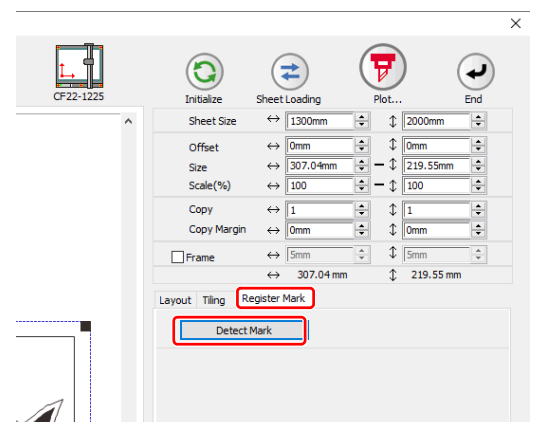 CF22-1225
Initialize Sheet Loading Plot... End
Sheet Size 1300mm 2000mm
Offset 0mm 0mm
Size 307.04mm 219.55mm
Scale(%) 100 100
Copy 1 1
Copy Margin 0mm 0mm
Frame 5mm 5mm
307.04 mm 219.55 mm
Layout Tiling Register Mark
Detect Mark